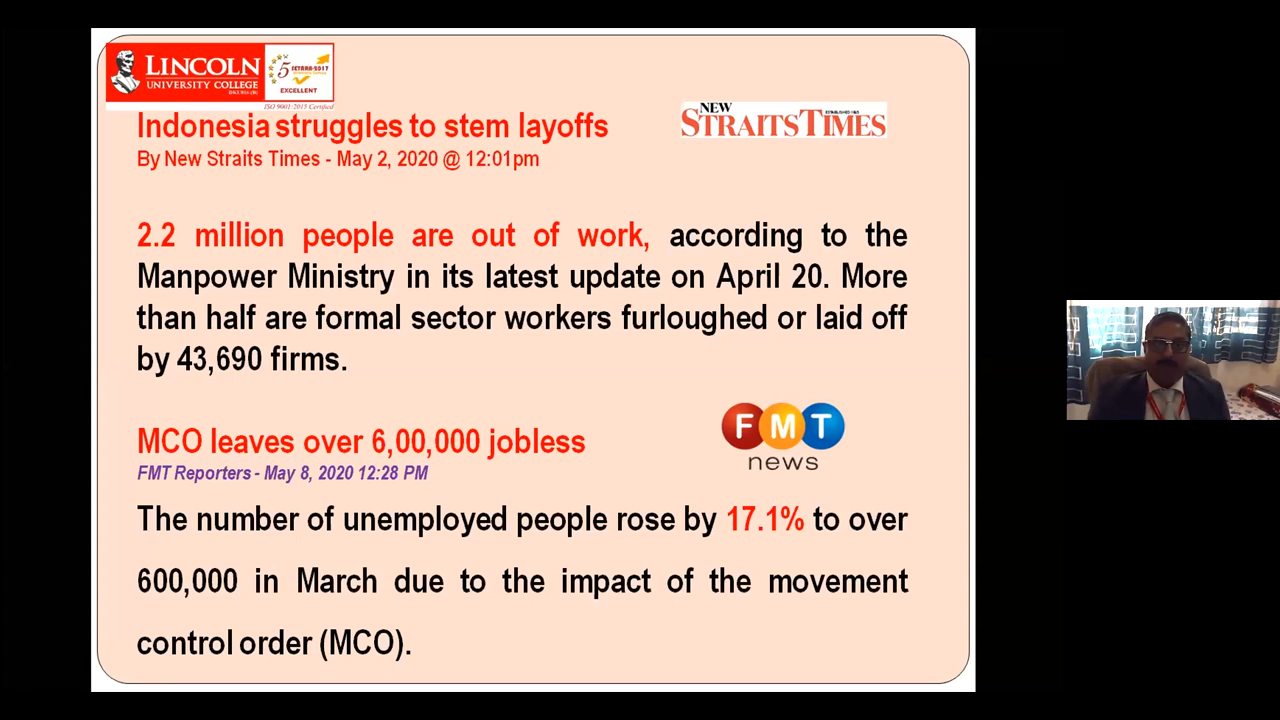 LINCOLN
UNIVERSITY COLLEGE
5
SETARA-2017
EXCELLENT
ISO 9001:2015 Certified
Indonesia struggles to stem layoffs
By New Straits Times - May 2, 2020 @ 12:01pm
NEW
STRAITS TIMES
2.2 million people are out of work, according to the
Manpower Ministry in its latest update on April 20. More
than half are formal sector workers furloughed or laid off
by 43,690 firms.
MCO leaves over 6,00,000 jobless
FMT Reporters - May 8, 2020 12:28 PM
FMT
news
The number of unemployed people rose by 17.1% to over
600,000 in March due to the impact of the movement
control order (MCO).